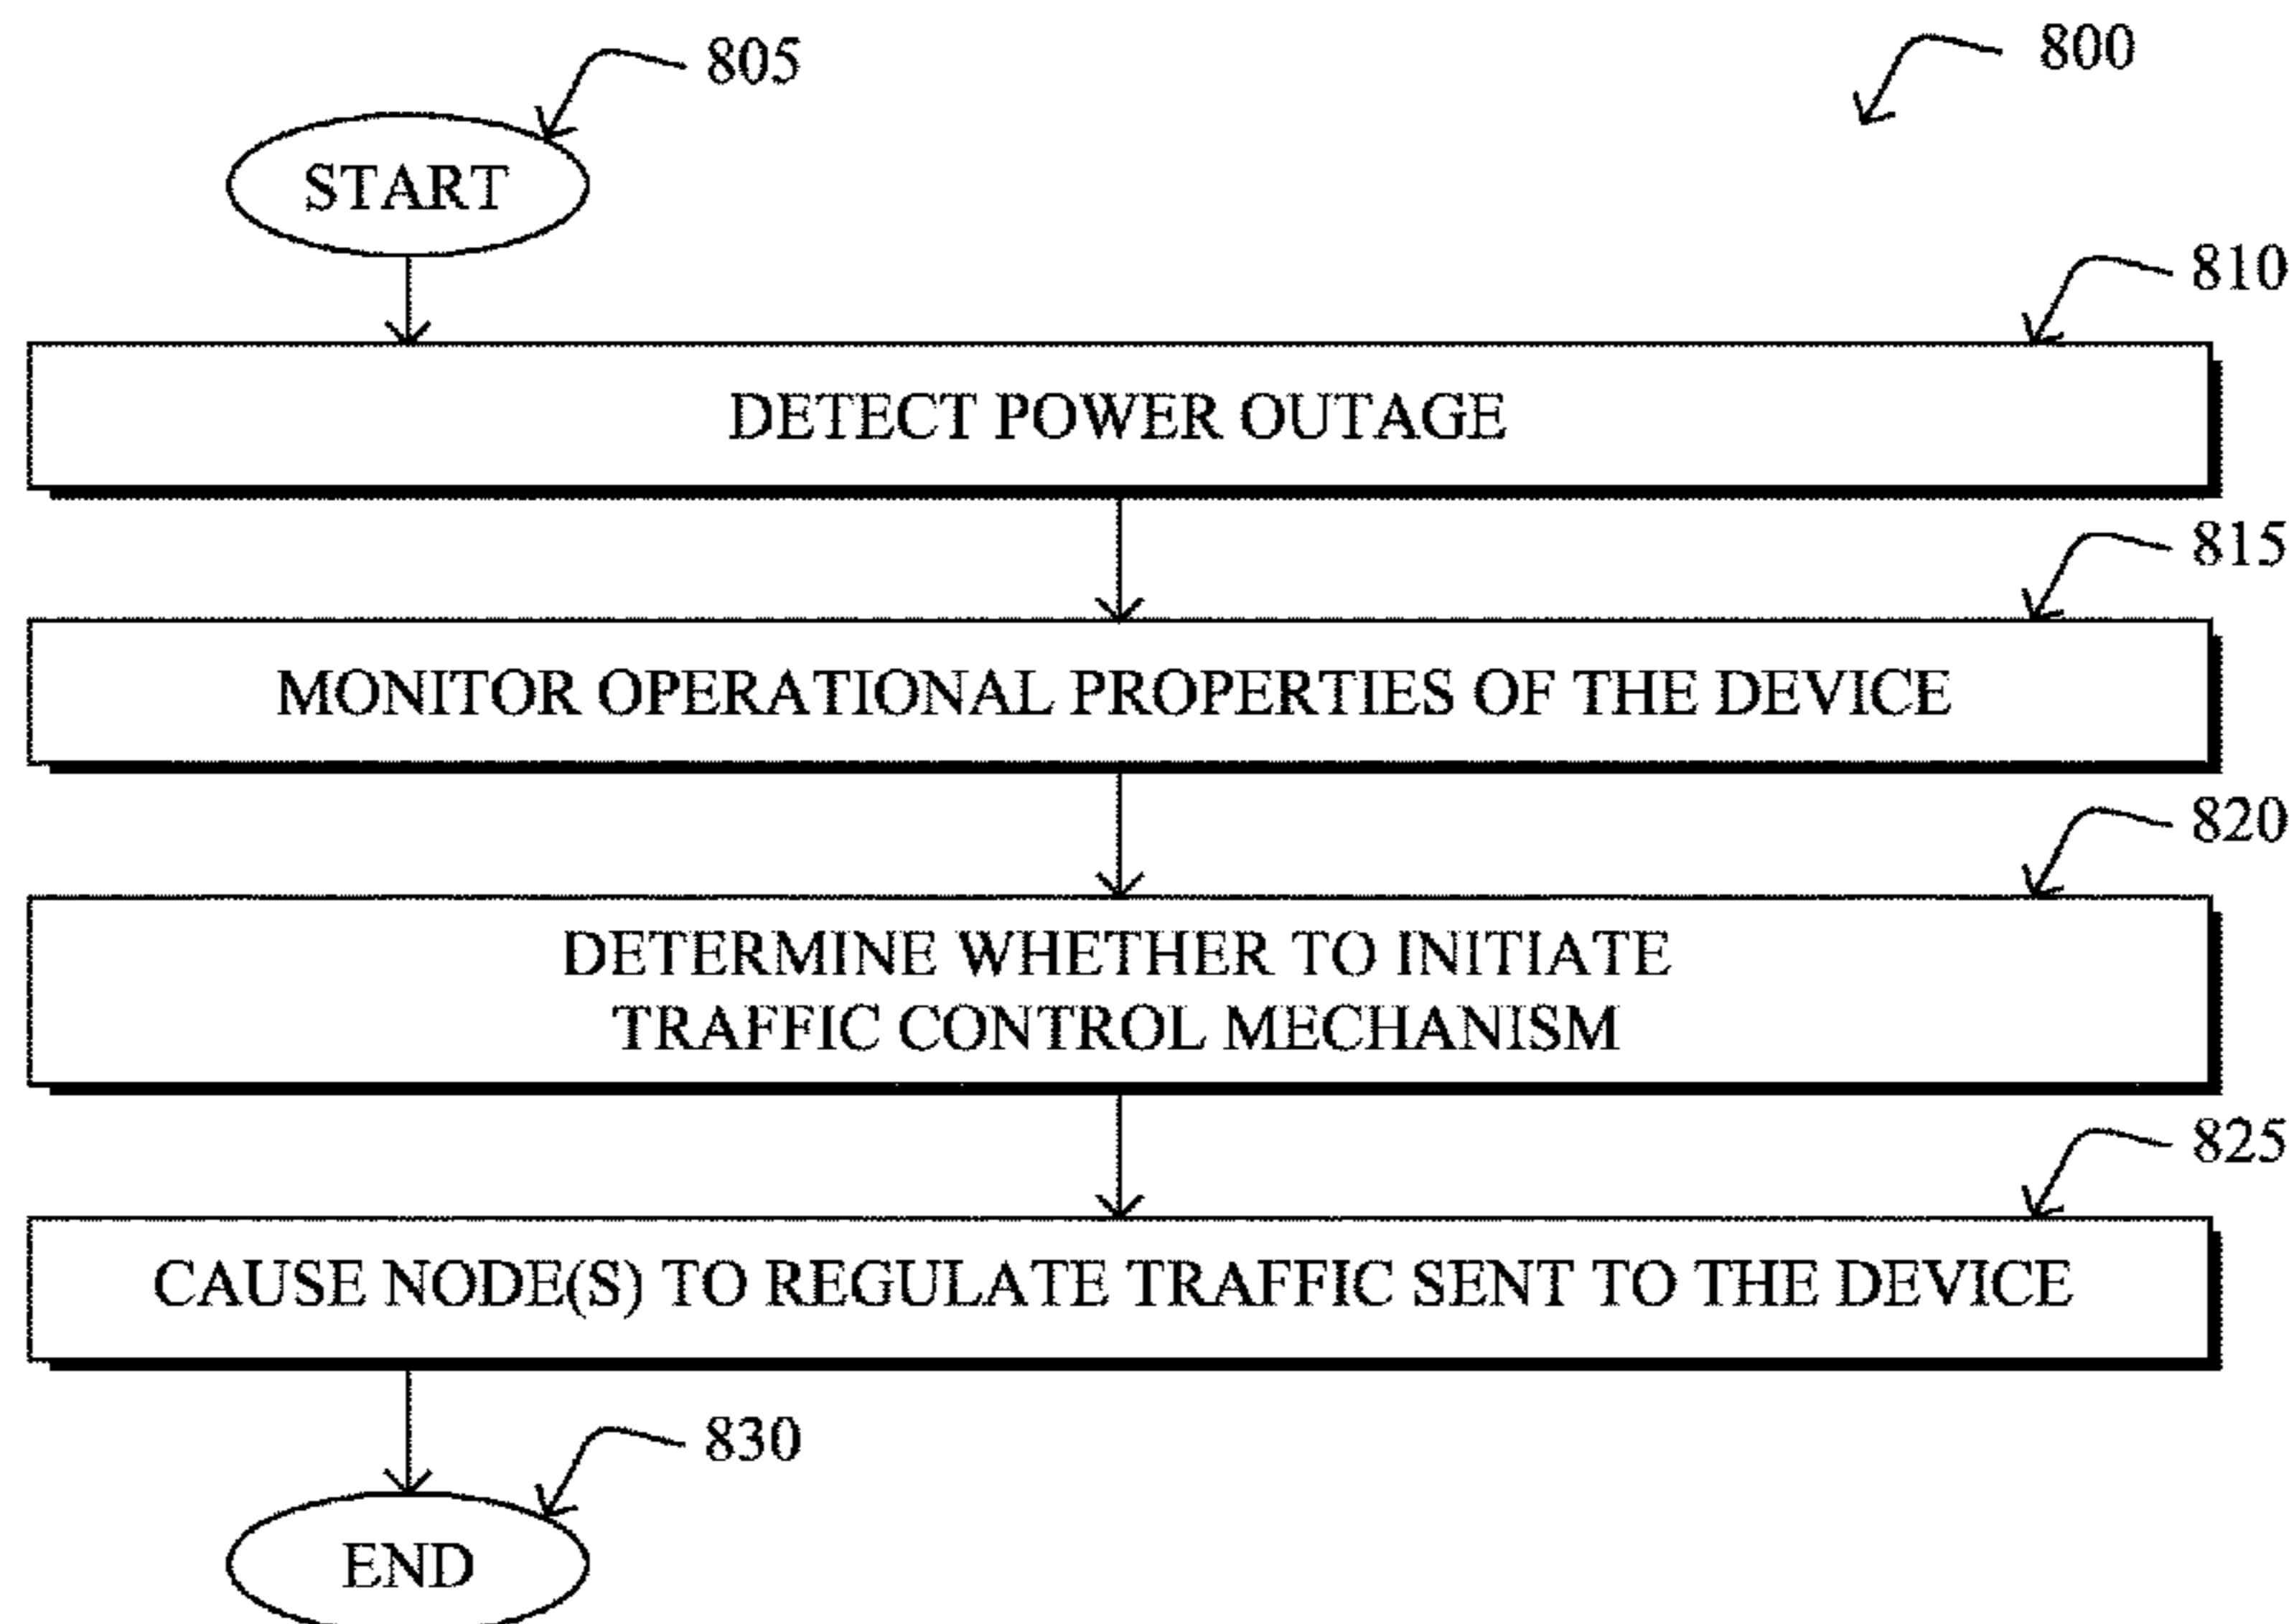 800
805
START
810
DETECT POWER OUTAGE
815
MONITOR OPERATIONAL PROPERTIES OF THE DEVICE
820
DETERMINE WHETHER TO INITIATE
TRAFFIC CONTROL MECHANISM
825
CAUSE NODE(S) TO REGULATE TRAFFIC SENT TO THE DEVICE
830
END